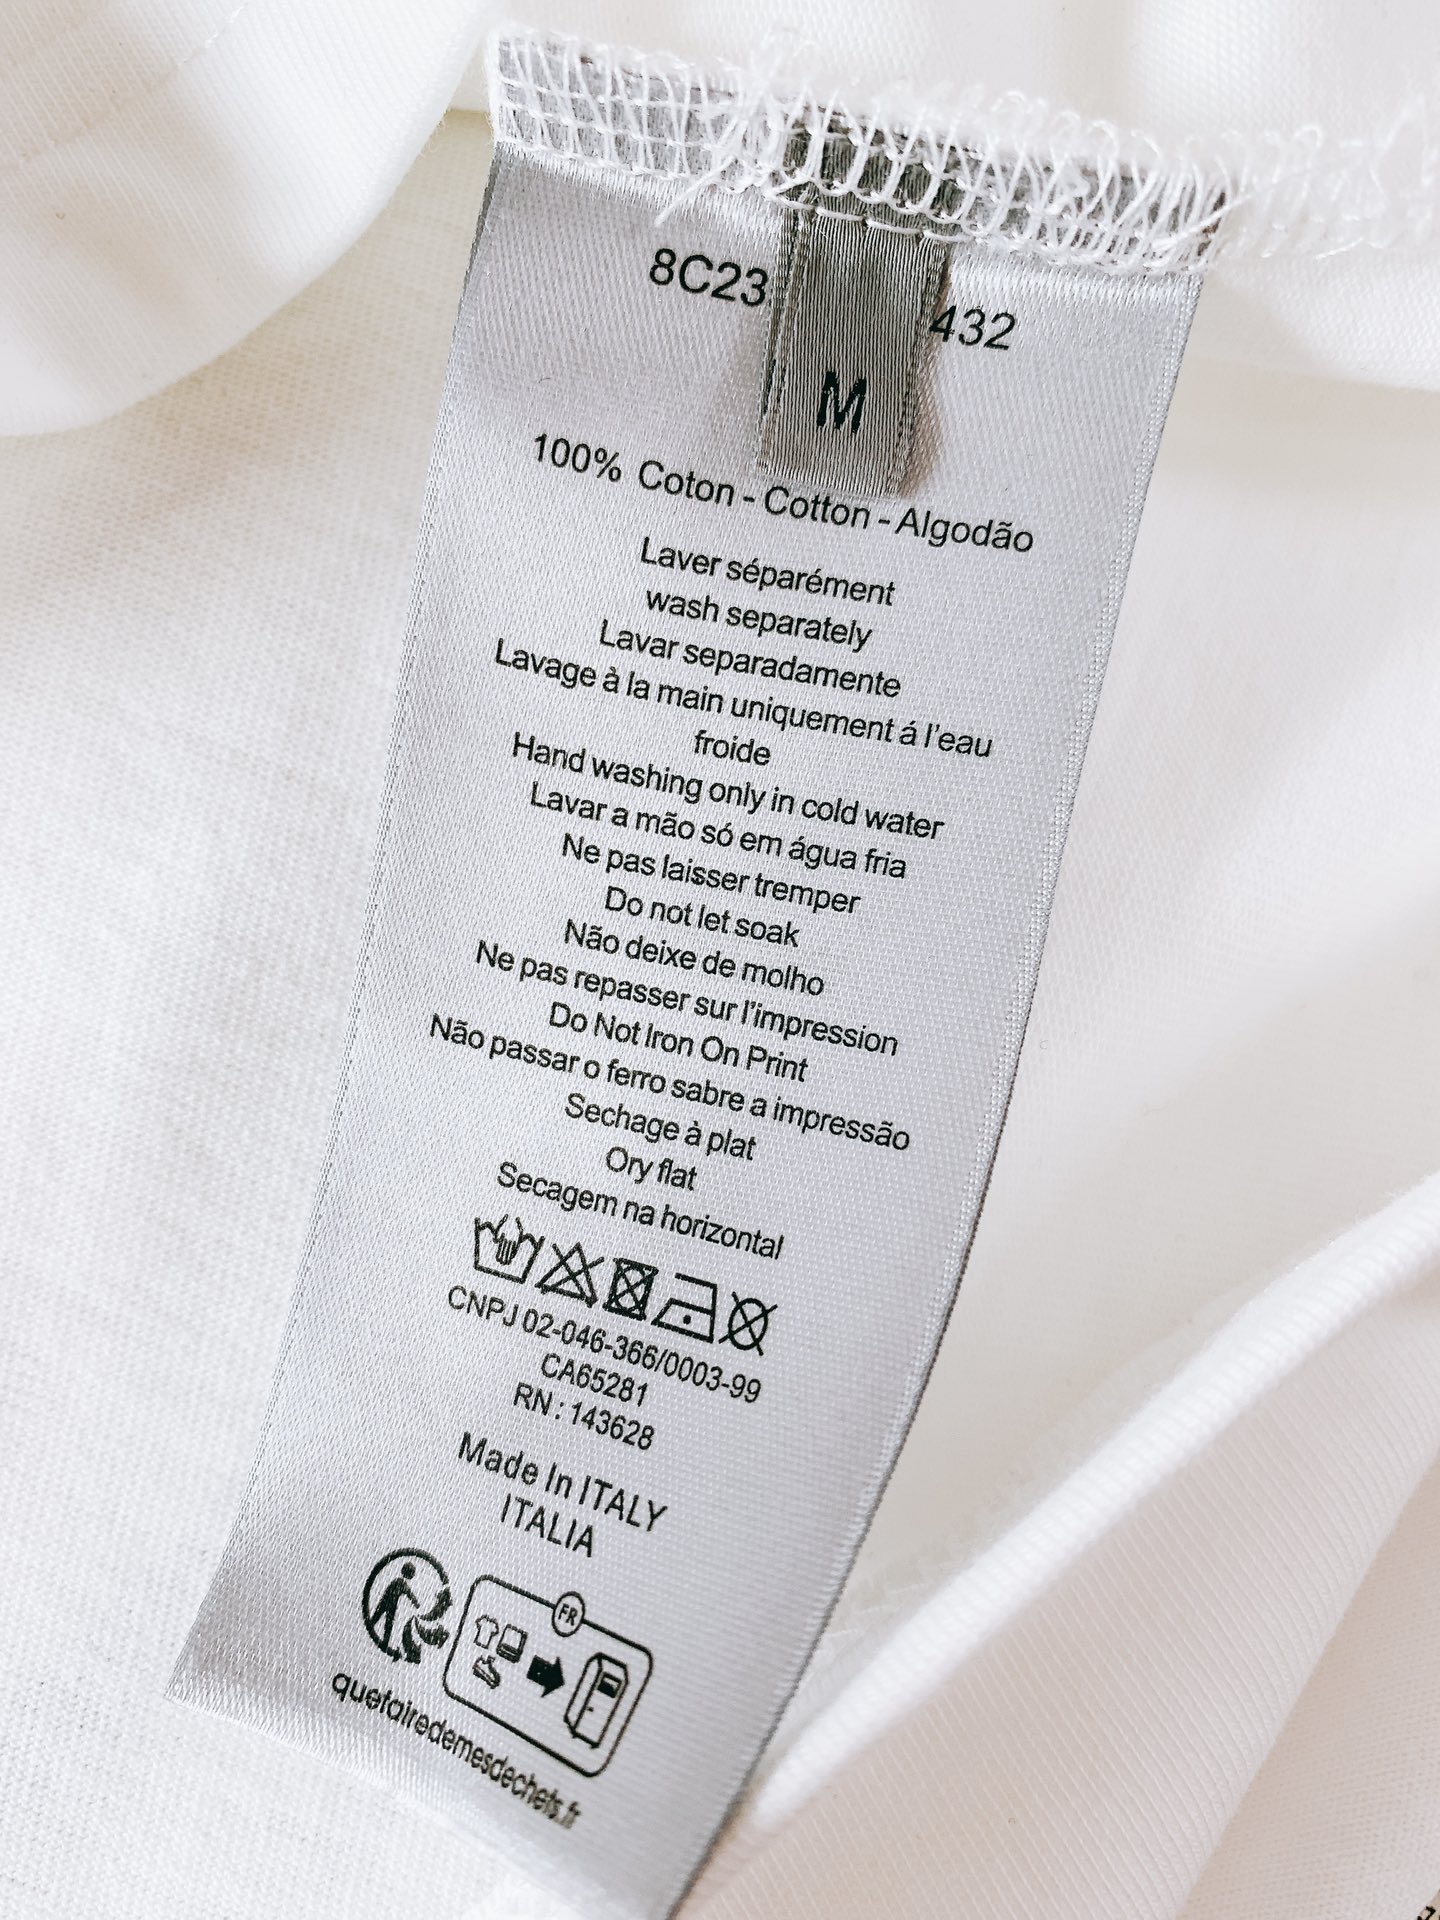 8C23 432
M
100% Coton - Cotton - Algodão
Laver séparément
wash separately
Lavar separadamente
Lavage à la main uniquement á l'eau
froide
Hand washing only in cold water
Lavar a mão só em água fria
Ne pas laisser tremper
Do not let soak
Não deixe de molho
Ne pas repasser sur l'impression
Do Not Iron On Print
Não passar o ferro sabre a impressão
Sechage à plat
Ory flat
Secagem na horizontal
CNPJ 02-046-366/0003-99
CA65281
RN : 143628
Made In ITALY
ITALIA
FR
quefairedemesdechets.fr